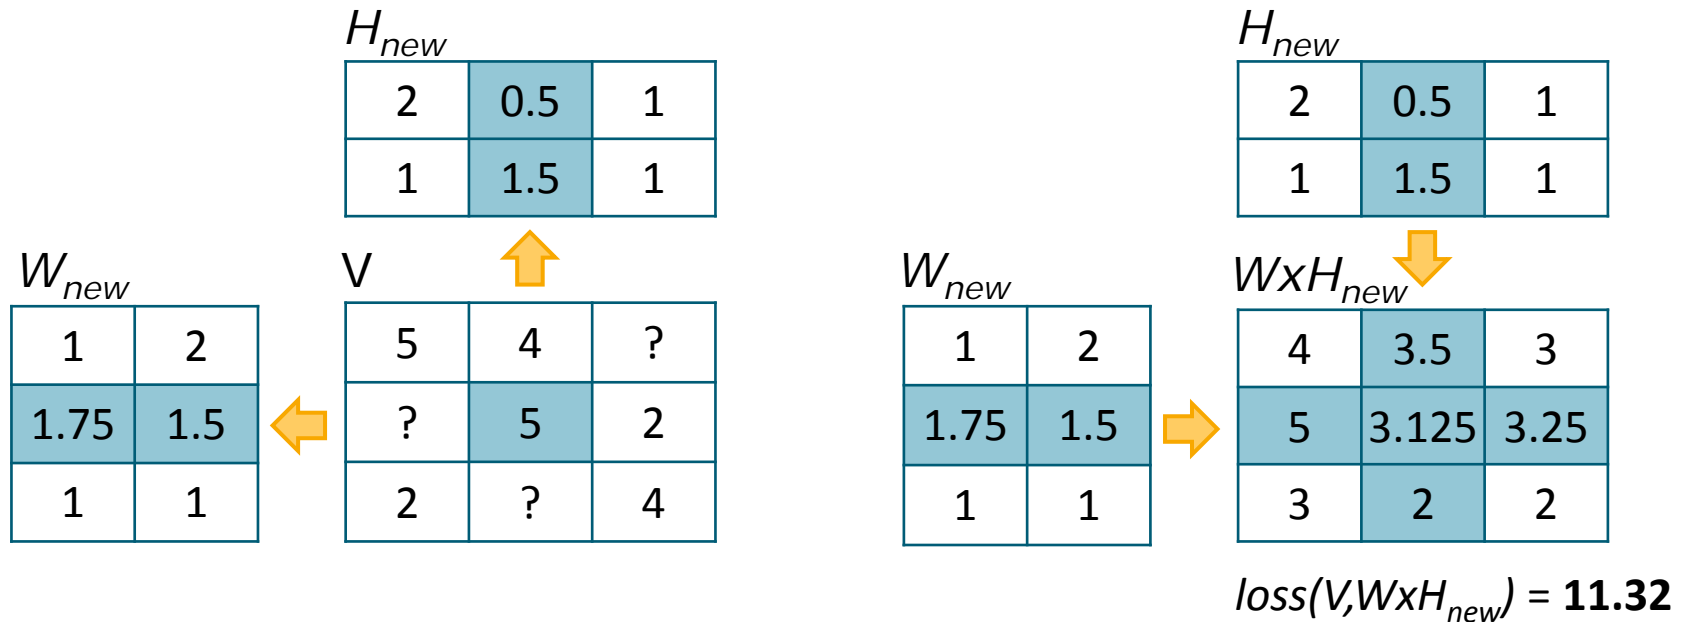 H_new H_new
2 0.5 1 2 0.5 1
1 1.5 1 1 1.5 1
W_new V W_new WxH_new
1 2 5 4 ? 1 2 4 3.5 3
1.75 1.5 ? 5 2 1.75 1.5 5 3.125 3.25
1 1 2 ? 4 1 1 3 2 2
loss(V,WxH_new) = 11.32